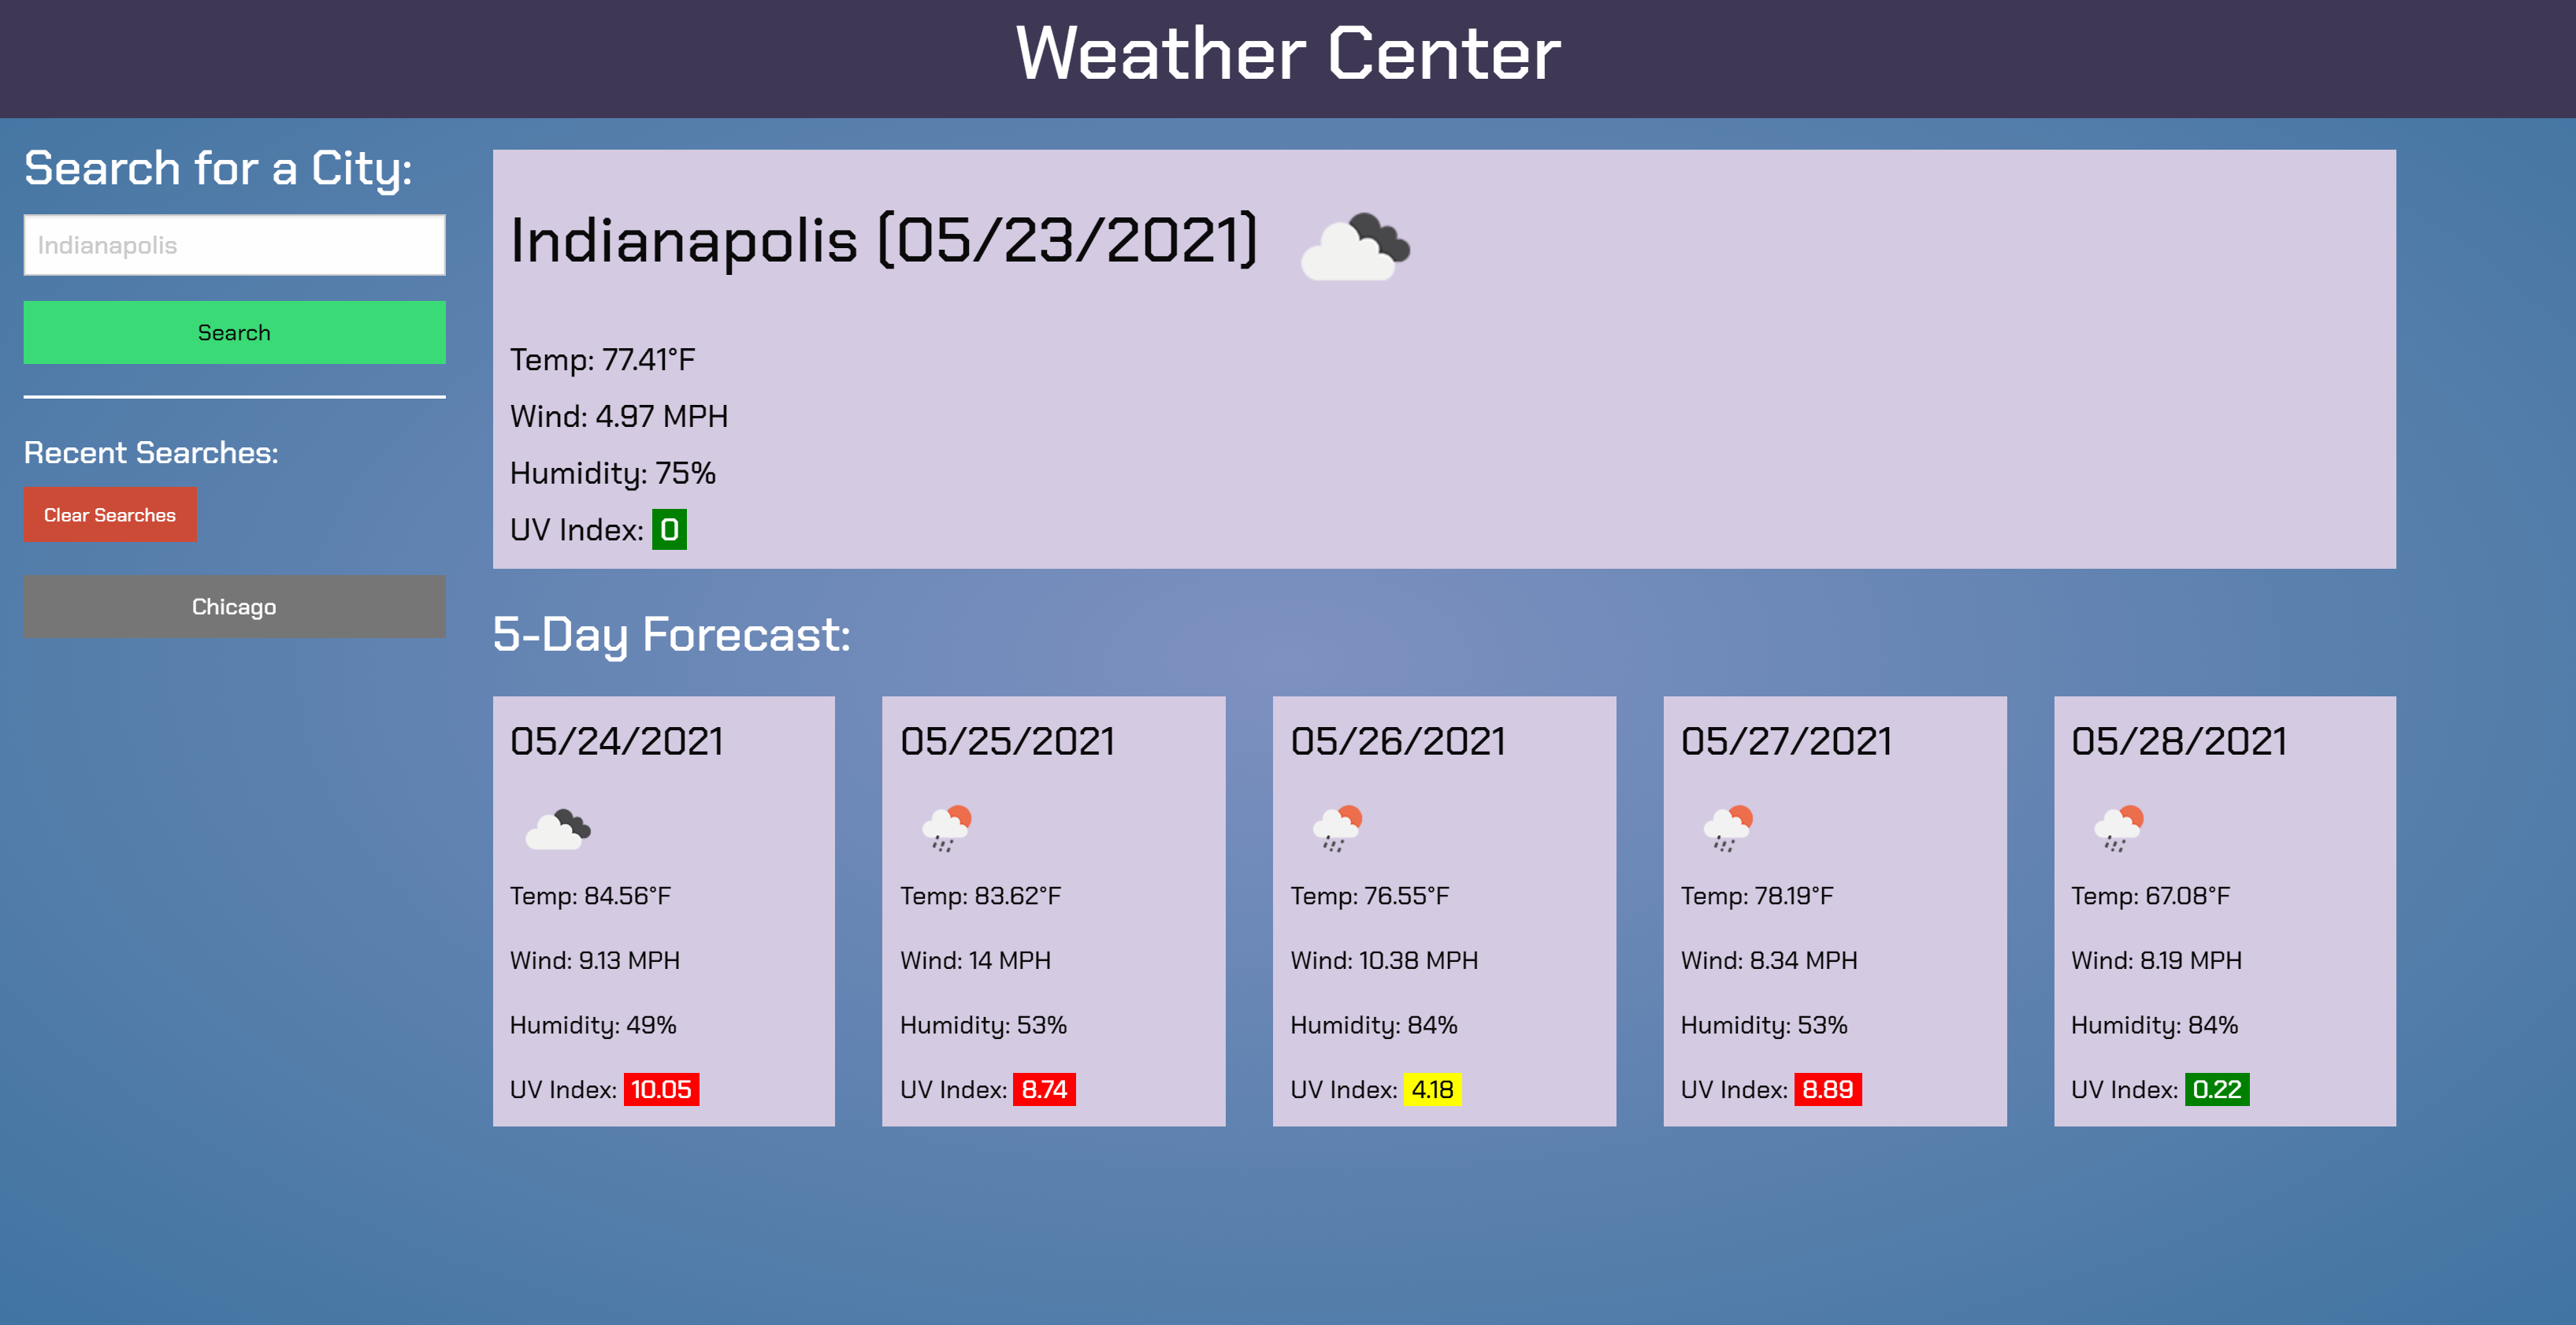 Weather Center
Search for a City:
Indianapolis
Search
Recent Searches:
Clear Searches
Chicago
Indianapolis (05/23/2021)
Temp: 77.41°F
Wind: 4.97 MPH
Humidity: 75%
UV Index: 0
5-Day Forecast:
05/24/2021
Temp: 84.56°F
Wind: 9.13 MPH
Humidity: 49%
UV Index: 10.05
05/25/2021
Temp: 83.62°F
Wind: 14 MPH
Humidity: 53%
UV Index: 8.74
05/26/2021
Temp: 76.55°F
Wind: 10.38 MPH
Humidity: 84%
UV Index: 4.18
05/27/2021
Temp: 78.19°F
Wind: 8.34 MPH
Humidity: 53%
UV Index: 8.89
05/28/2021
Temp: 67.08°F
Wind: 8.19 MPH
Humidity: 84%
UV Index: 0.22